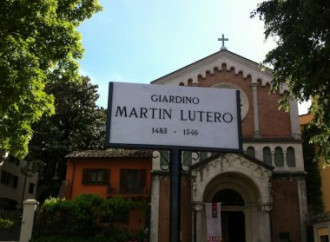 GIARDINO
MARTIN LUTERO
1483 - 1546